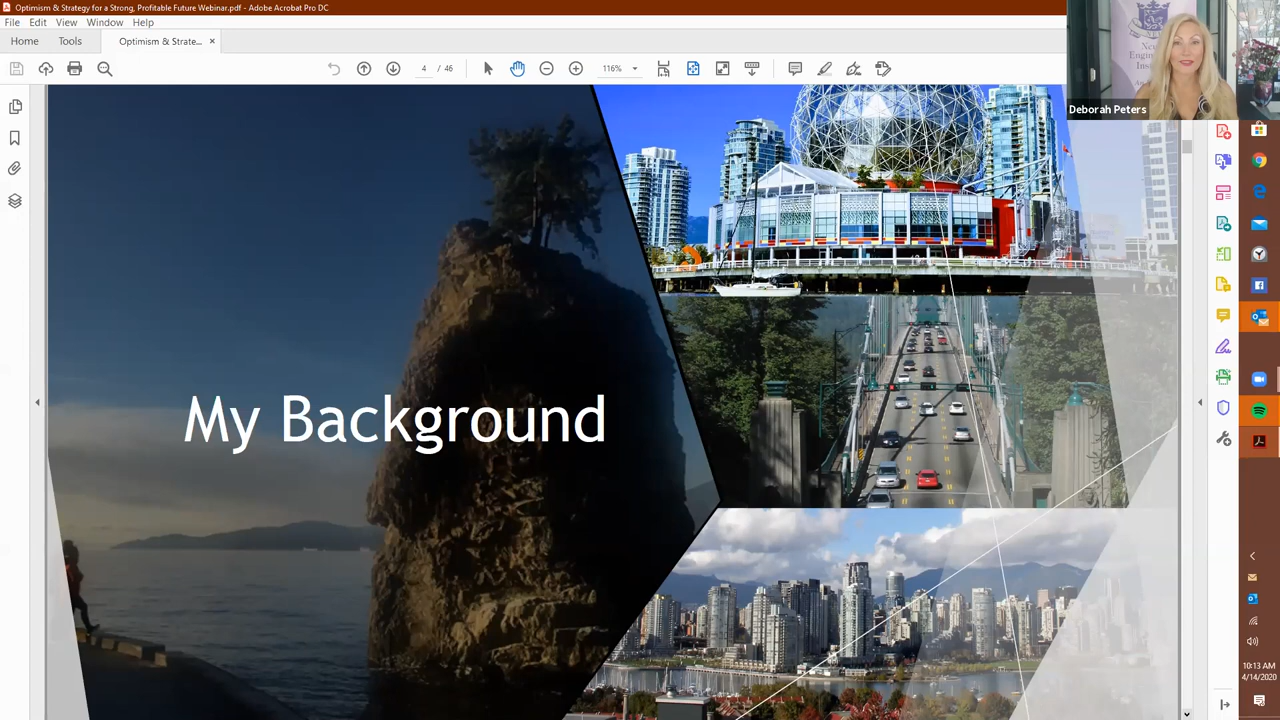 Optimism & Strategy for a Strong, Profitable Future Webinar.pdf - Adobe Acrobat Pro DC
File Edit View Window Help
Home Tools Optimism & Strate... ×
4 116%
Deborah Peters
My Background
10:13 AM
4/14/2020